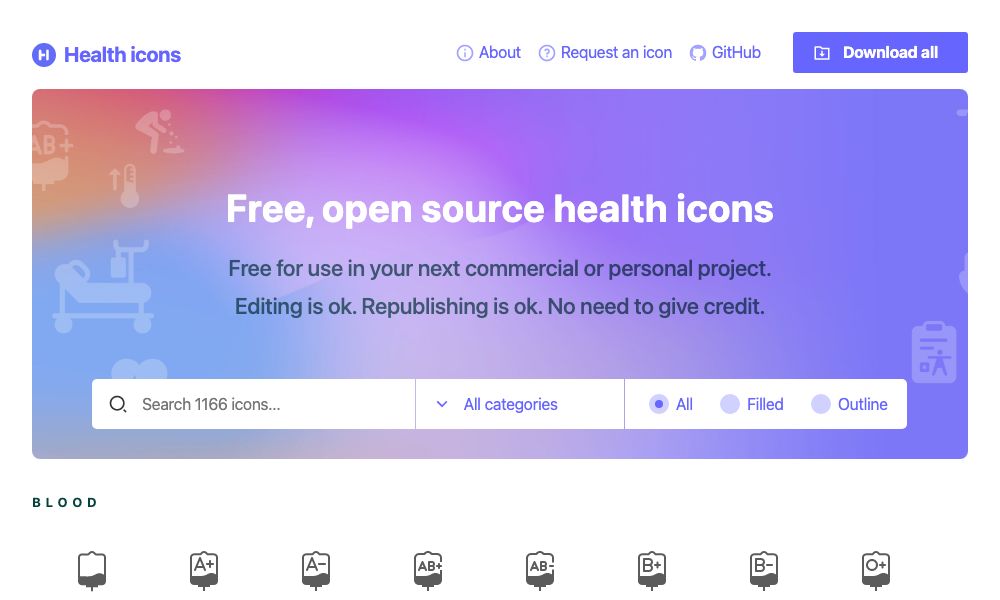 Health icons
About
Request an icon
GitHub
Download all
AB+
Free, open source health icons
Free for use in your next commercial or personal project.
Editing is ok. Republishing is ok. No need to give credit.
Search 1166 icons...
All categories
All
Filled
Outline
BLOOD
A+
A−
AB+
AB-
B+
B−
O+